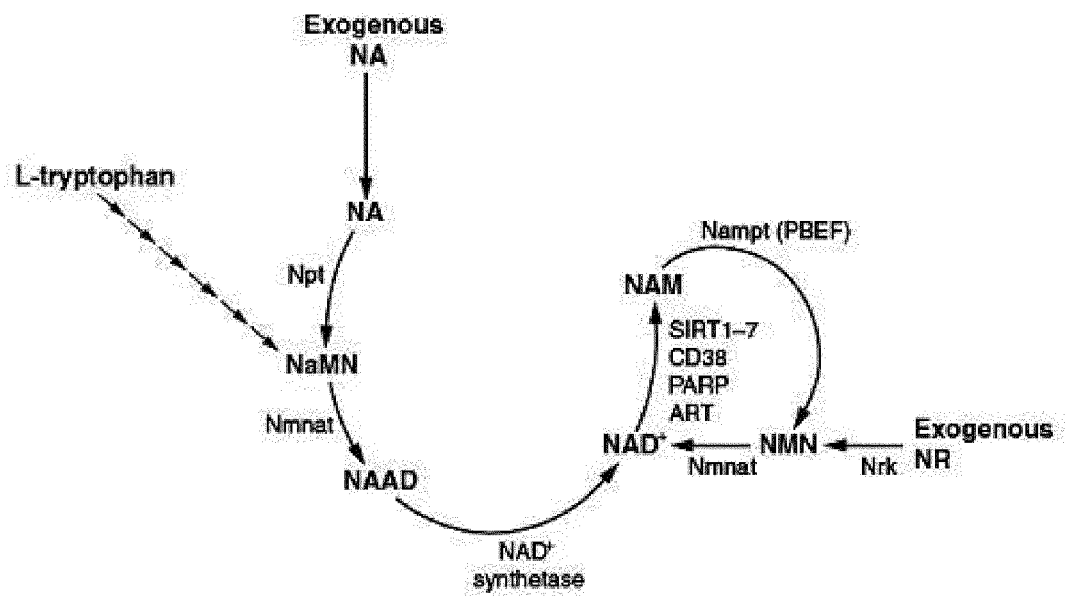 Exogenous
NA
L-tryptophan
NA
Npt
NaMN
Nmnat
NAAD
NAD⁺
synthetase
Nampt (PBEF)
NAM
SIRT1–7
CD38
PARP
ART
NAD⁺
Nmnat
NMN
Nrk
Exogenous
NR